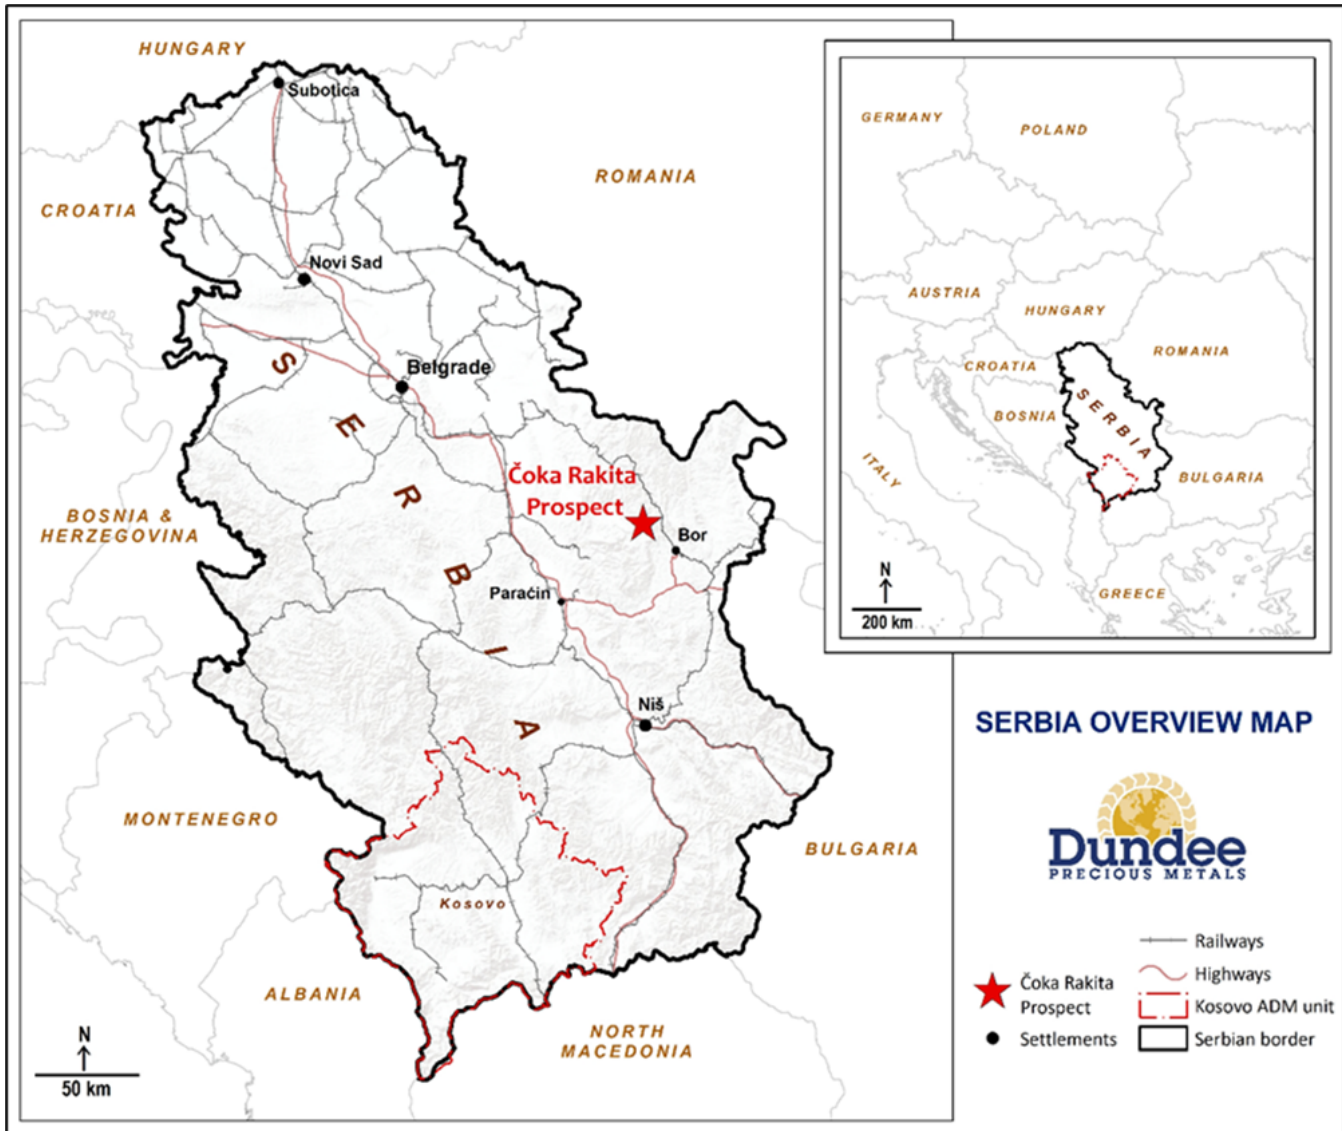 HUNGARY
Subotica
ROMANIA
CROATIA
Novi Sad
Belgrade
SERBIA
Čoka Rakita
Prospect
Bor
BOSNIA &
HERZEGOVINA
Paraćin
Niš
MONTENEGRO
BULGARIA
Kosovo
ALBANIA
NORTH
MACEDONIA
N
50 km
GERMANY
POLAND
AUSTRIA
HUNGARY
ROMANIA
CROATIA
BOSNIA
SERBIA
ITALY
BULGARIA
GREECE
N
200 km
SERBIA OVERVIEW MAP
Dundee
PRECIOUS METALS
Čoka Rakita
Prospect
Settlements
Railways
Highways
Kosovo ADM unit
Serbian border